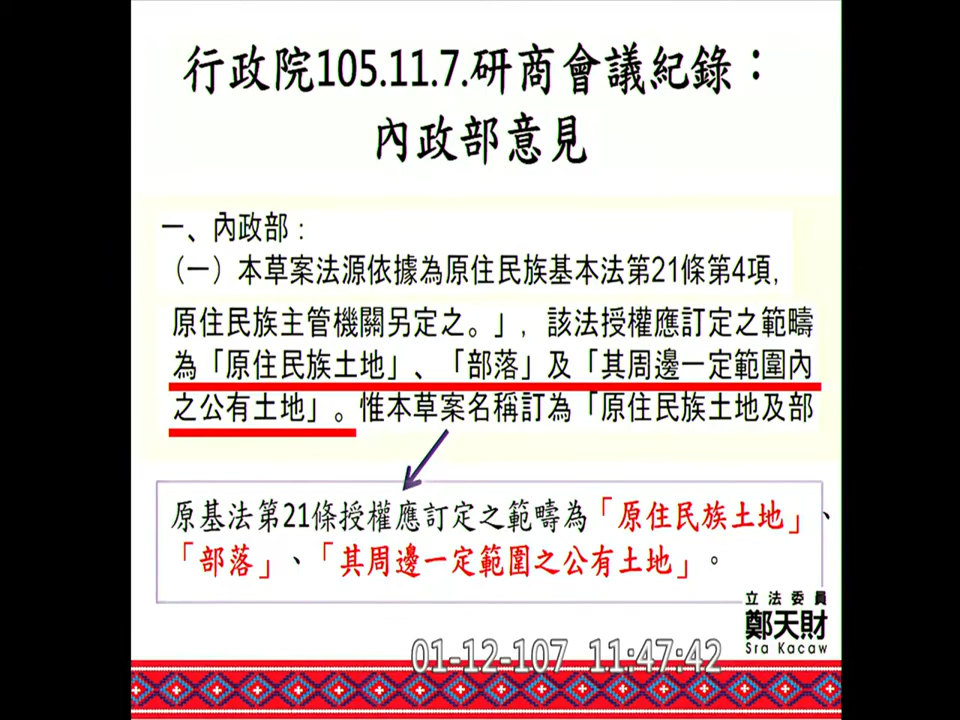 行政院105.11.7.研商會議紀錄：
內政部意見
一、內政部：
（一）本草案法源依據為原住民族基本法第21條第4項，
原住民族主管機關另定之。」，該法授權應訂定之範疇
為「原住民族土地」、「部落」及「其周邊一定範圍內
之公有土地」。惟本草案名稱訂為「原住民族土地及部
原基法第21條授權應訂定之範疇為「原住民族土地」、
「部落」、「其周邊一定範圍之公有土地」。
立法委員
鄭天財
Sra Kacaw
01-12-107 11:47:42